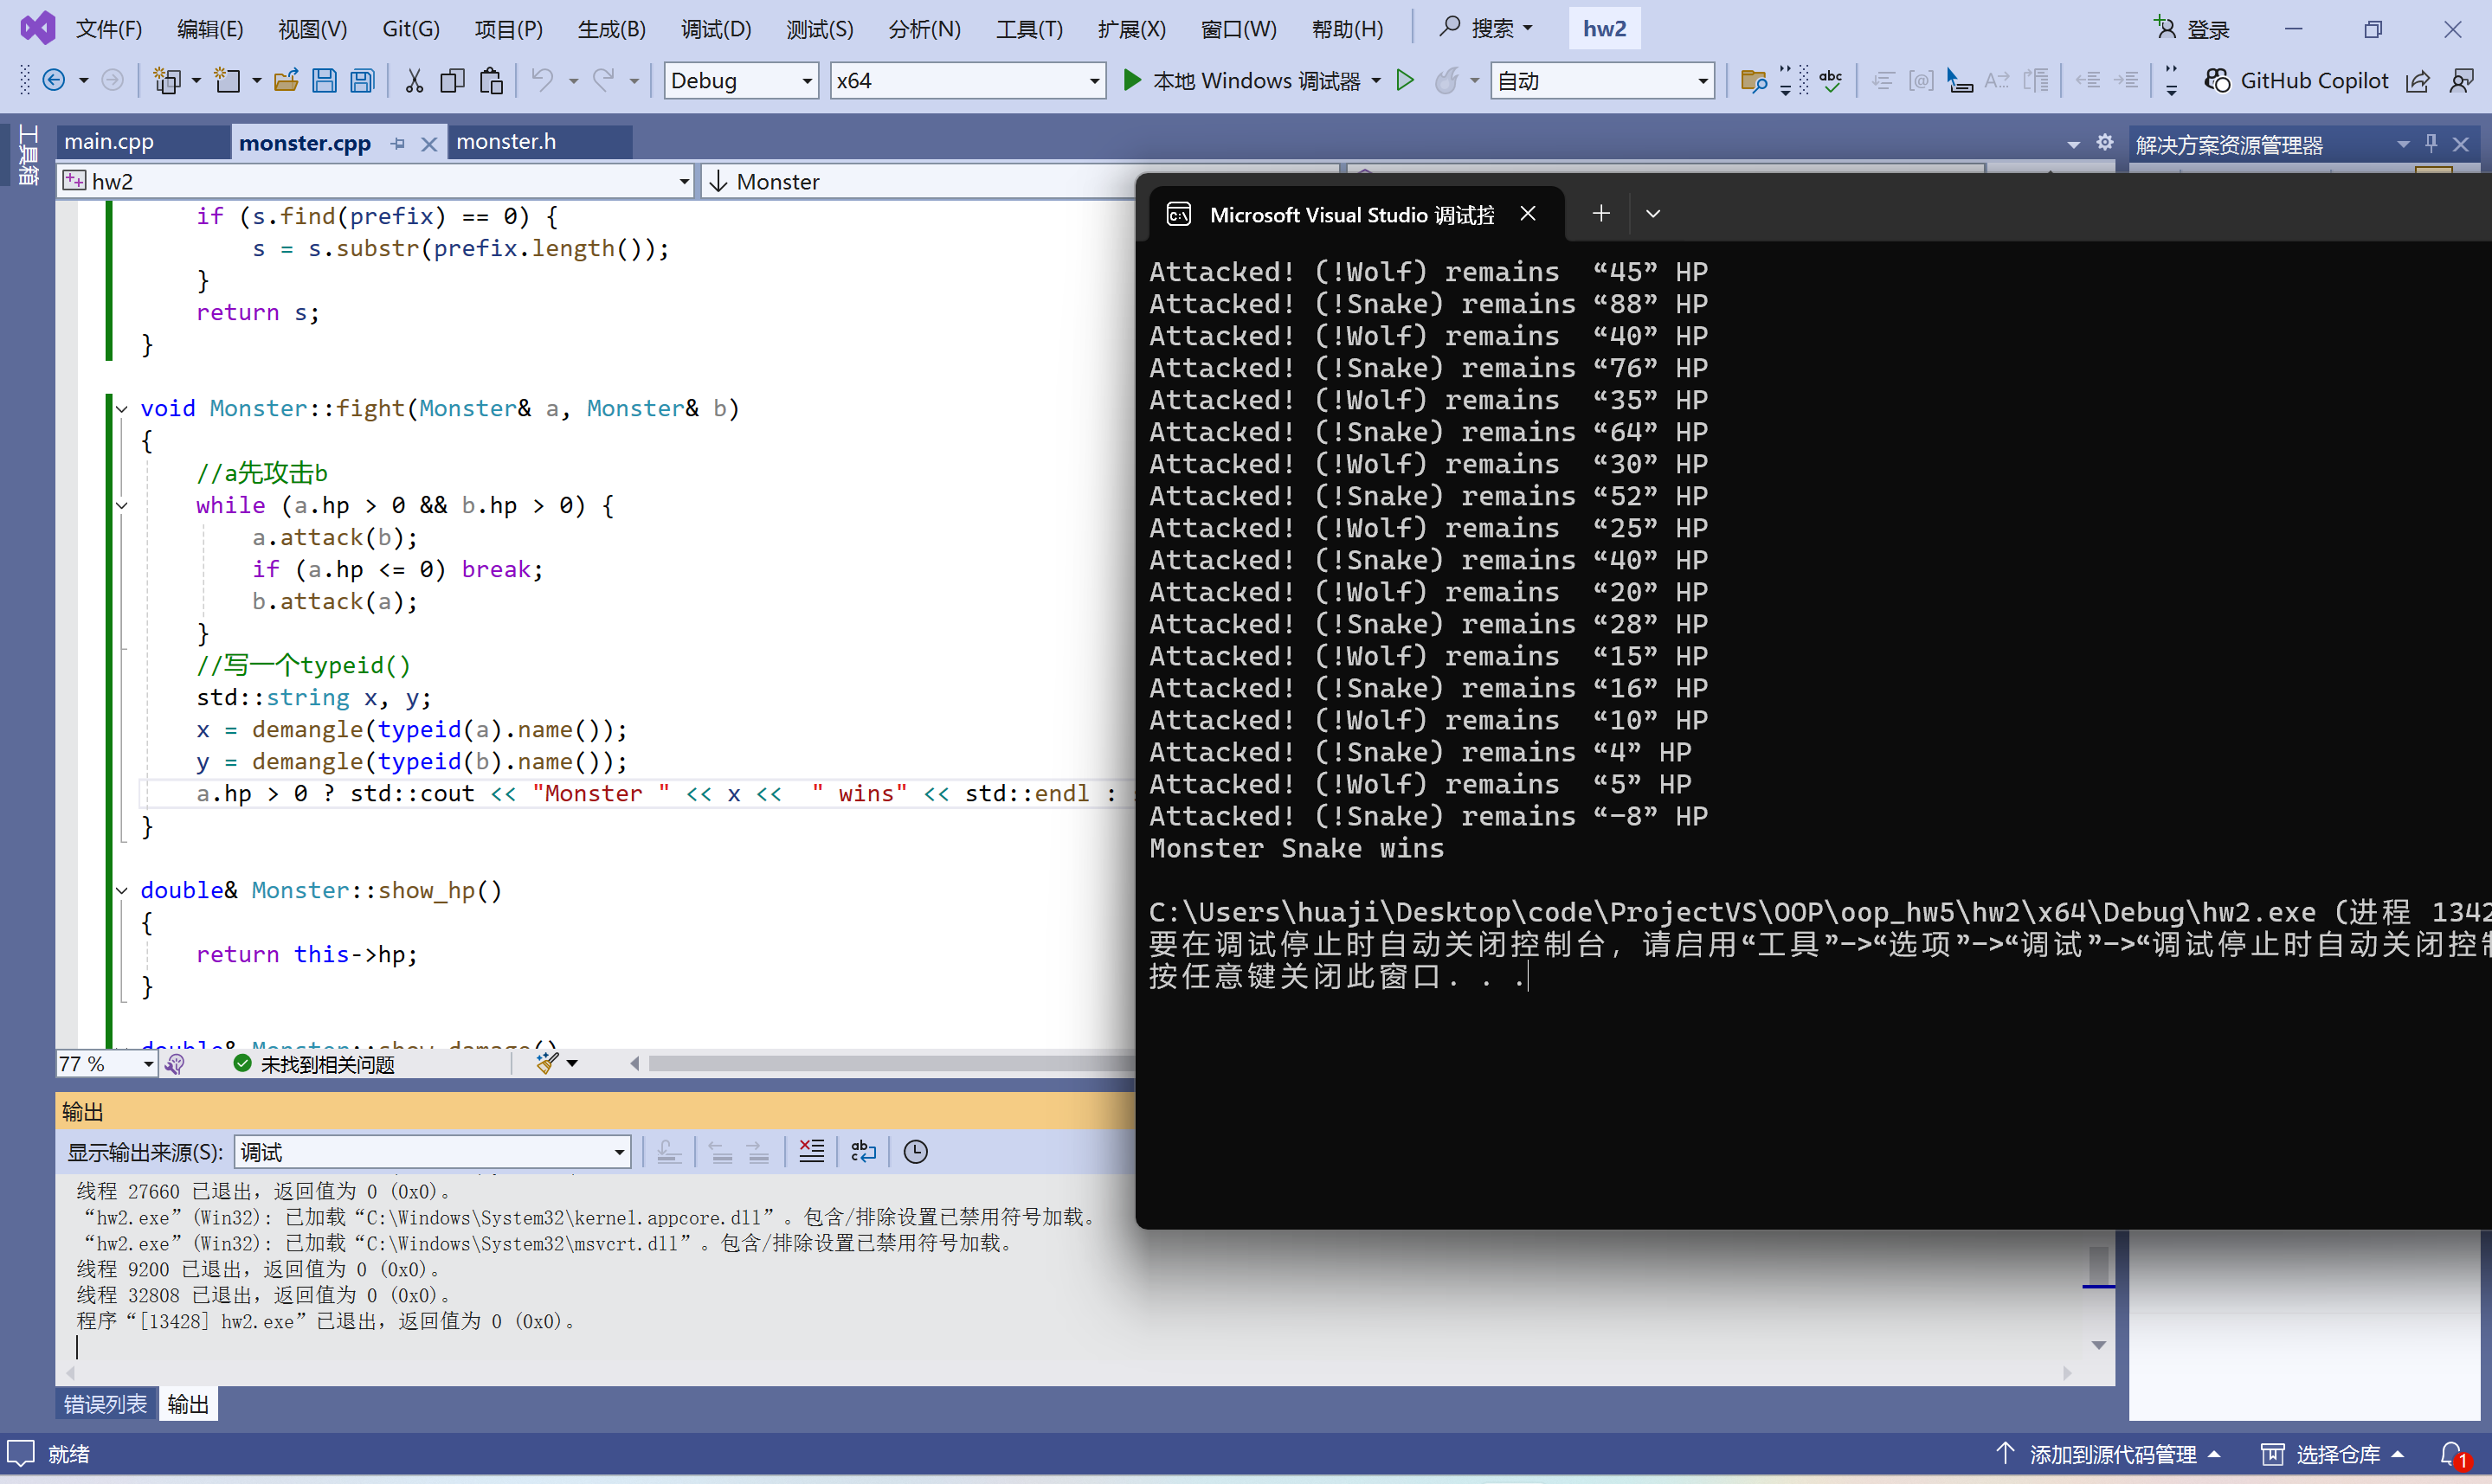 文件(F) 编辑(E) 视图(V) Git(G) 项目(P) 生成(B) 调试(D) 测试(S) 分析(N) 工具(T) 扩展(X) 窗口(W) 帮助(H) 搜索 hw2 登录
Debug x64 本地 Windows 调试器 自动 GitHub Copilot
工具箱
main.cpp monster.cpp monster.h
解决方案资源管理器
hw2 Monster
if (s.find(prefix) == 0) {
s = s.substr(prefix.length());
}
return s;
}
void Monster::fight(Monster& a, Monster& b)
{
//a先攻击b
while (a.hp > 0 && b.hp > 0) {
a.attack(b);
if (a.hp <= 0) break;
b.attack(a);
}
//写一个typeid()
std::string x, y;
x = demangle(typeid(a).name());
y = demangle(typeid(b).name());
a.hp > 0 ? std::cout << "Monster " << x <<  " wins" << std::endl :
}
double& Monster::show_hp()
{
return this->hp;
}
double& Monster::show_damage()
77 % 未找到相关问题
Microsoft Visual Studio 调试控
Attacked! (!Wolf) remains  “45” HP
Attacked! (!Snake) remains “88” HP
Attacked! (!Wolf) remains  “40” HP
Attacked! (!Snake) remains “76” HP
Attacked! (!Wolf) remains  “35” HP
Attacked! (!Snake) remains “64” HP
Attacked! (!Wolf) remains  “30” HP
Attacked! (!Snake) remains “52” HP
Attacked! (!Wolf) remains  “25” HP
Attacked! (!Snake) remains “40” HP
Attacked! (!Wolf) remains  “20” HP
Attacked! (!Snake) remains “28” HP
Attacked! (!Wolf) remains  “15” HP
Attacked! (!Snake) remains “16” HP
Attacked! (!Wolf) remains  “10” HP
Attacked! (!Snake) remains “4” HP
Attacked! (!Wolf) remains  “5” HP
Attacked! (!Snake) remains “-8” HP
Monster Snake wins
C:\Users\huaji\Desktop\code\ProjectVS\OOP\oop_hw5\hw2\x64\Debug\hw2.exe (进程 1342
要在调试停止时自动关闭控制台，请启用“工具”->“选项”->“调试”->“调试停止时自动关闭控制
按任意键关闭此窗口. . .
输出
显示输出来源(S): 调试
线程 27660 已退出，返回值为 0 (0x0)。
“hw2.exe”(Win32): 已加载“C:\Windows\System32\kernel.appcore.dll”。包含/排除设置已禁用符号加载。
“hw2.exe”(Win32): 已加载“C:\Windows\System32\msvcrt.dll”。包含/排除设置已禁用符号加载。
线程 9200 已退出，返回值为 0 (0x0)。
线程 32808 已退出，返回值为 0 (0x0)。
程序“[13428] hw2.exe”已退出，返回值为 0 (0x0)。
错误列表 输出
就绪 添加到源代码管理 选择仓库 1